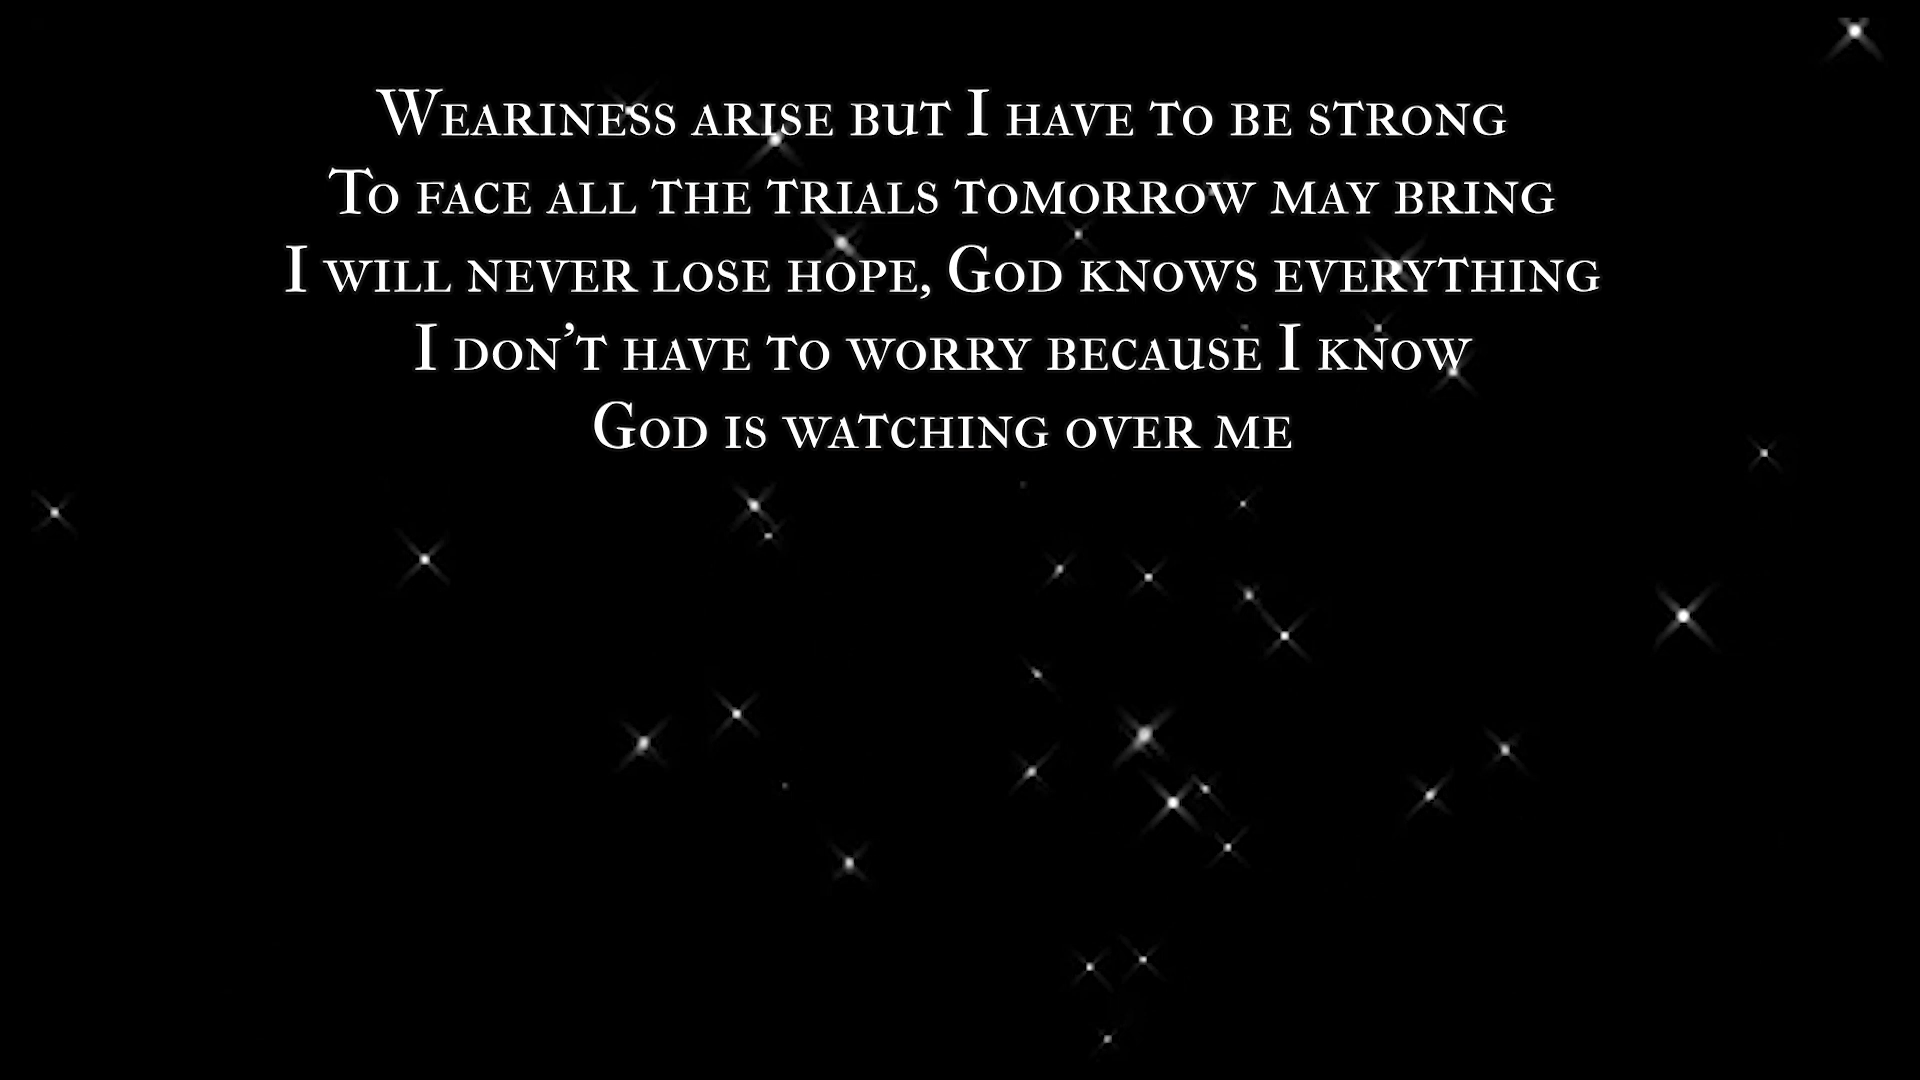 Weariness arise but I have to be strong
To face all the trials tomorrow may bring
I will never lose hope, God knows everything
I don't have to worry because I know
God is watching over me